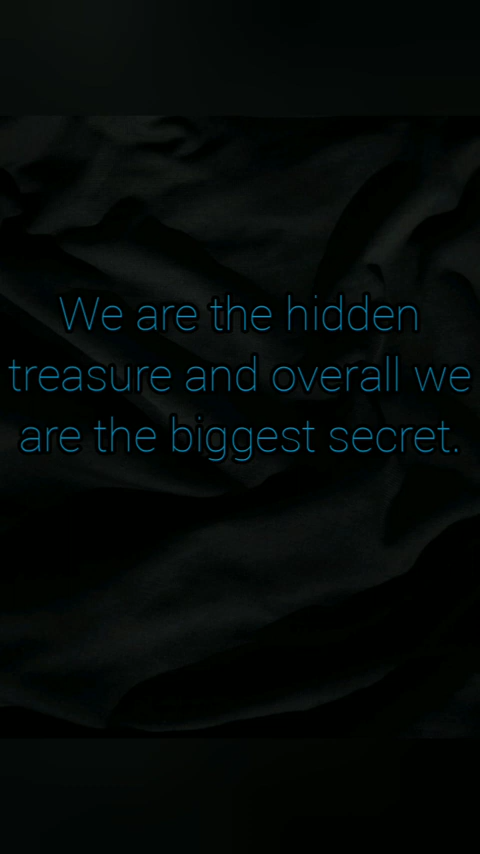 We are the hidden
treasure and overall we
are the biggest secret.